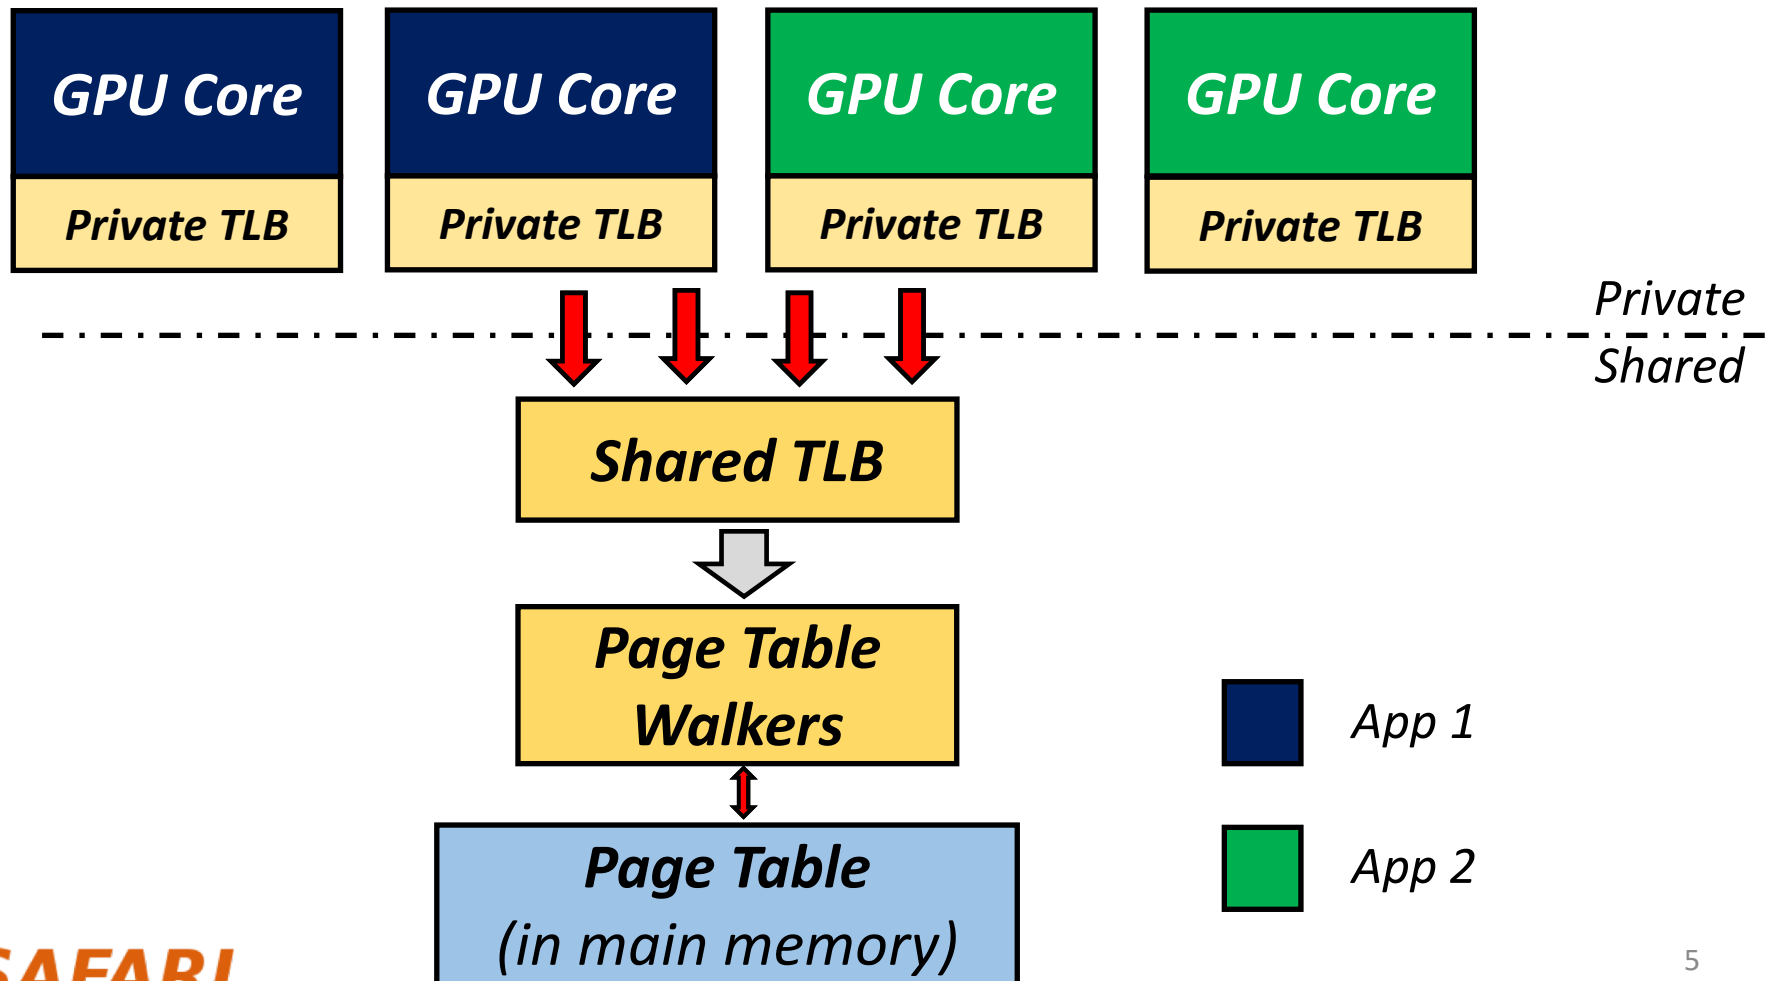 GPU Core GPU Core GPU Core GPU Core
Private TLB Private TLB Private TLB Private TLB
Private
Shared
Shared TLB
Page Table
Walkers
App 1
Page Table
App 2
(in main memory)
SAFARI
5